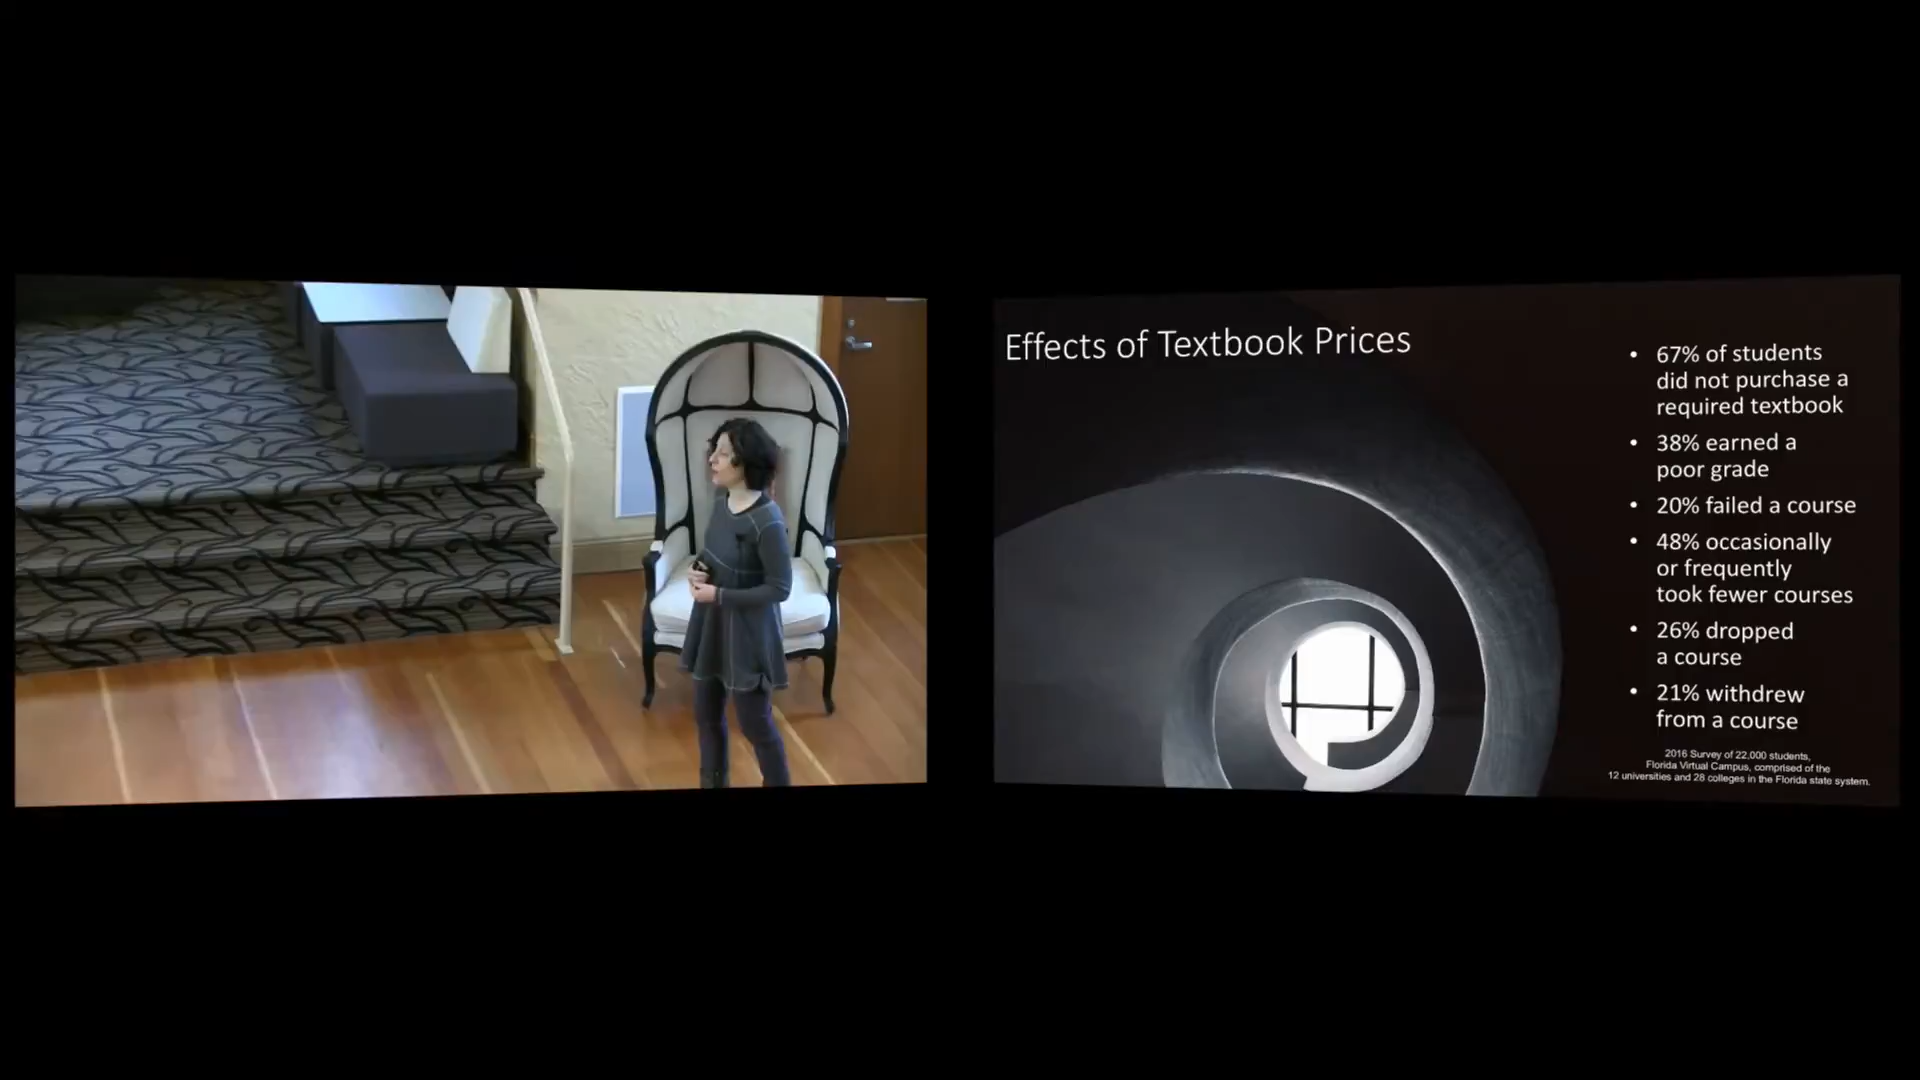 Effects of Textbook Prices
• 67% of students
did not purchase a
required textbook
• 38% earned a
poor grade
• 20% failed a course
• 48% occasionally
or frequently
took fewer courses
• 26% dropped
a course
• 21% withdrew
from a course
2016 Survey of 22,000 students,
Florida Virtual Campus, comprised of the
12 universities and 28 colleges in the Florida state system.